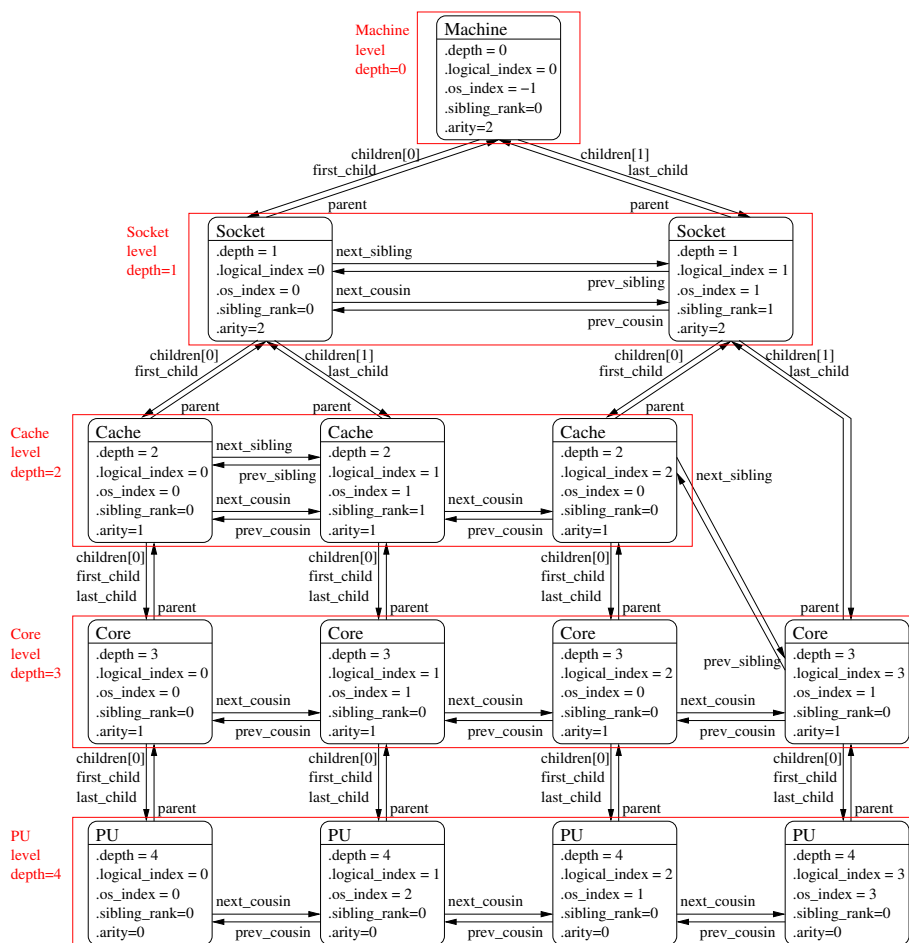 Machine
level
depth=0
Machine
.depth = 0
.logical_index = 0
.os_index = −1
.sibling_rank=0
.arity=2
children[0]
first_child
parent
children[1]
last_child
parent
Socket
level
depth=1
Socket
.depth = 1
.logical_index =0
.os_index = 0
.sibling_rank=0
.arity=2
next_sibling
prev_sibling
next_cousin
prev_cousin
Socket
.depth = 1
.logical_index = 1
.os_index = 1
.sibling_rank=1
.arity=2
children[0]
first_child
parent
children[1]
last_child
parent
children[0]
first_child
parent
children[1]
last_child
Cache
level
depth=2
Cache
.depth = 2
.logical_index = 0
.os_index = 0
.sibling_rank=0
.arity=1
next_sibling
prev_sibling
next_cousin
prev_cousin
Cache
.depth = 2
.logical_index = 1
.os_index = 1
.sibling_rank=1
.arity=1
next_cousin
prev_cousin
Cache
.depth = 2
.logical_index = 2
.os_index = 0
.sibling_rank=0
.arity=1
next_sibling
prev_sibling
children[0]
first_child
last_child
parent
children[0]
first_child
last_child
parent
children[0]
first_child
last_child
parent
parent
Core
level
depth=3
Core
.depth = 3
.logical_index = 0
.os_index = 0
.sibling_rank=0
.arity=1
next_cousin
prev_cousin
Core
.depth = 3
.logical_index = 1
.os_index = 1
.sibling_rank=0
.arity=1
next_cousin
prev_cousin
Core
.depth = 3
.logical_index = 2
.os_index = 0
.sibling_rank=0
.arity=1
next_cousin
prev_cousin
Core
.depth = 3
.logical_index = 3
.os_index = 1
.sibling_rank=0
.arity=1
children[0]
first_child
last_child
parent
children[0]
first_child
last_child
parent
children[0]
first_child
last_child
parent
children[0]
first_child
last_child
parent
PU
level
depth=4
PU
.depth = 4
.logical_index = 0
.os_index = 0
.sibling_rank=0
.arity=0
next_cousin
prev_cousin
PU
.depth = 4
.logical_index = 1
.os_index = 2
.sibling_rank=0
.arity=0
next_cousin
prev_cousin
PU
.depth = 4
.logical_index = 2
.os_index = 1
.sibling_rank=0
.arity=0
next_cousin
prev_cousin
PU
.depth = 4
.logical_index = 3
.os_index = 3
.sibling_rank=0
.arity=0